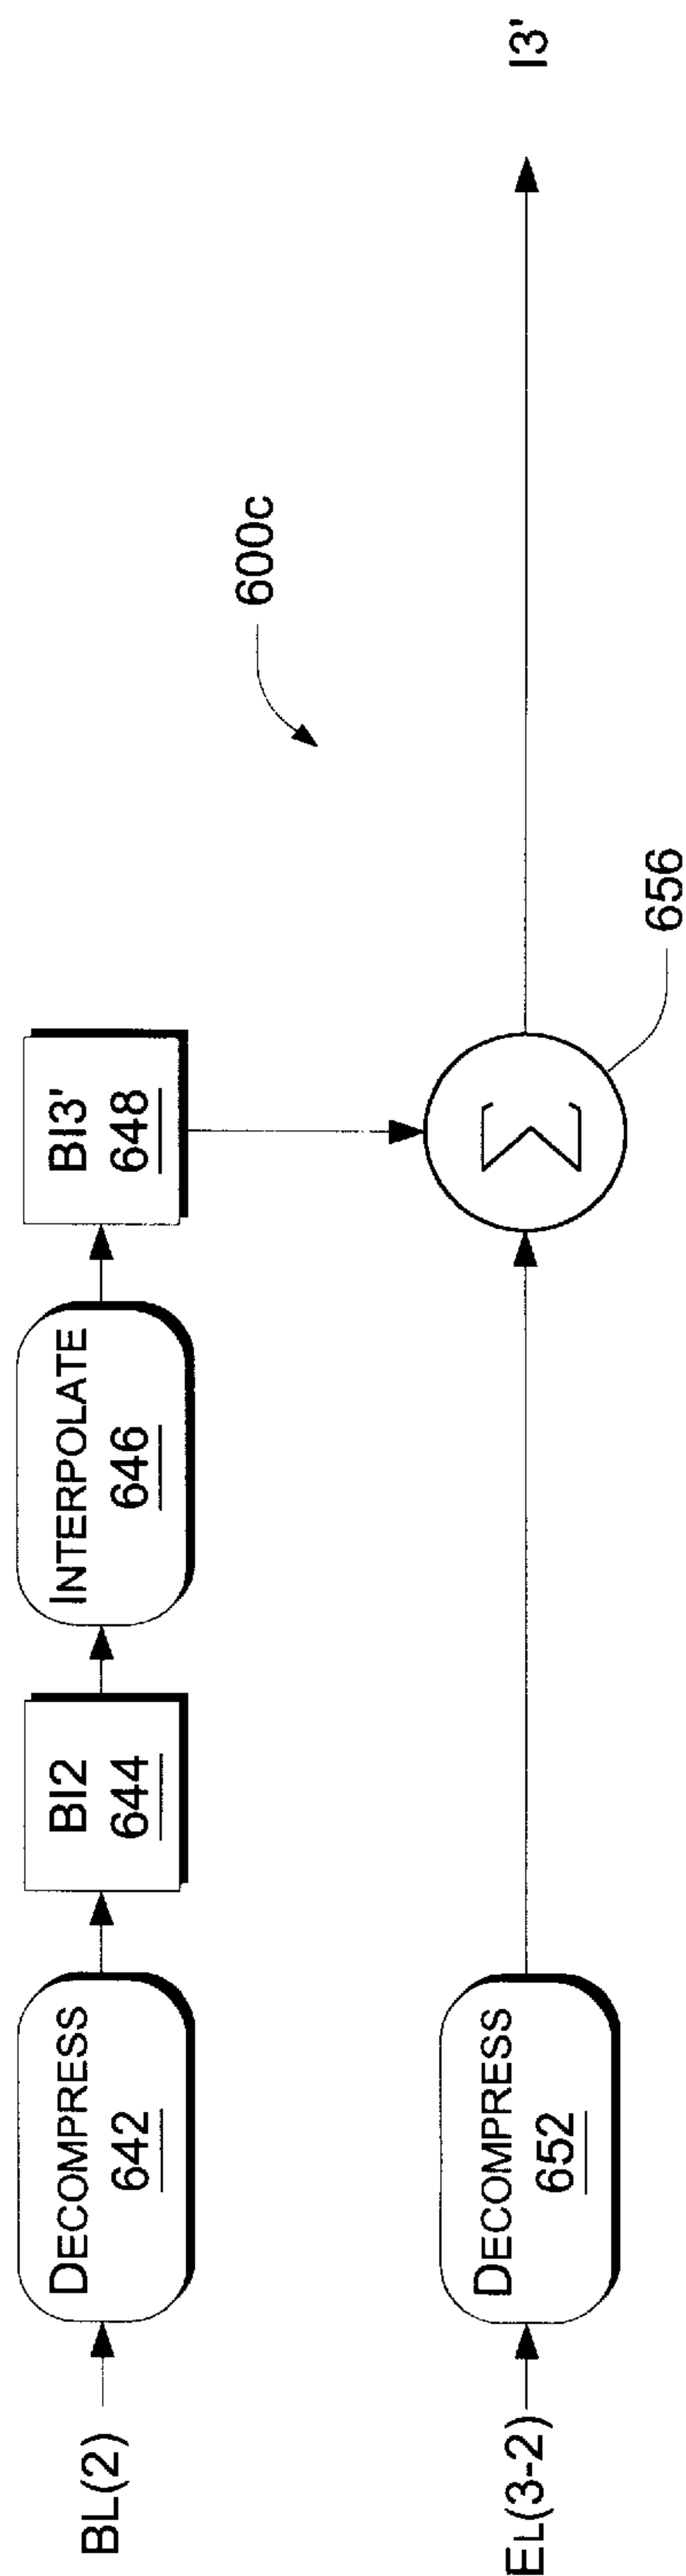 BL(2)
DECOMPRESS
642
BI2
644
INTERPOLATE
646
BI3'
648
600c
EL(3-2)
DECOMPRESS
652
Σ
656
I3'